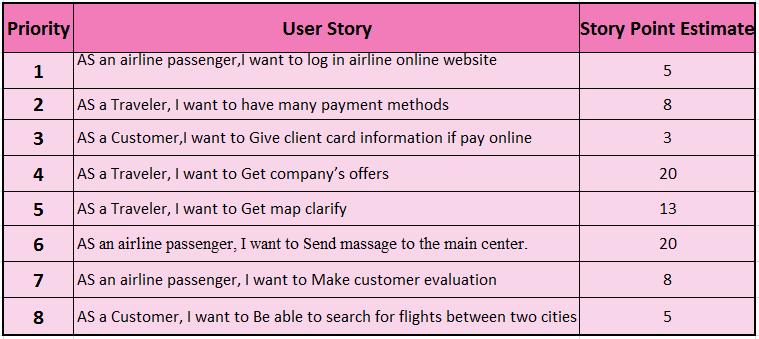 Priority User Story Story Point Estimate
1 AS an airline passenger,I want to log in airline online website 5
2 AS a Traveler, I want to have many payment methods 8
3 AS a Customer,I want to Give client card information if pay online 3
4 AS a Traveler, I want to Get company’s offers 20
5 AS a Traveler, I want to Get map clarify 13
6 AS an airline passenger, I want to Send massage to the main center. 20
7 AS an airline passenger, I want to Make customer evaluation 8
8 AS a Customer, I want to Be able to search for flights between two cities 5